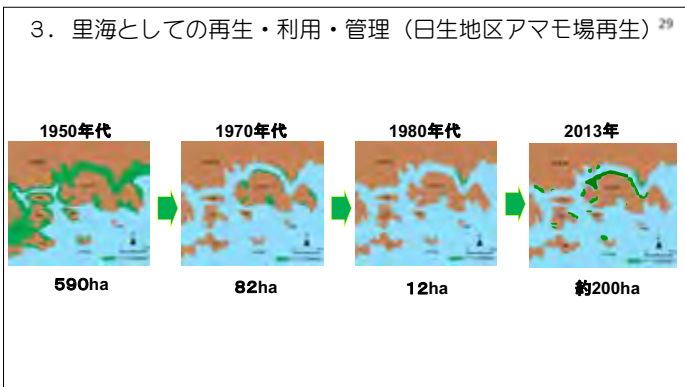 3．里海としての再生・利用・管理（日生地区アマモ場再生）29
1950年代
1970年代
1980年代
2013年
590ha
82ha
12ha
約200ha